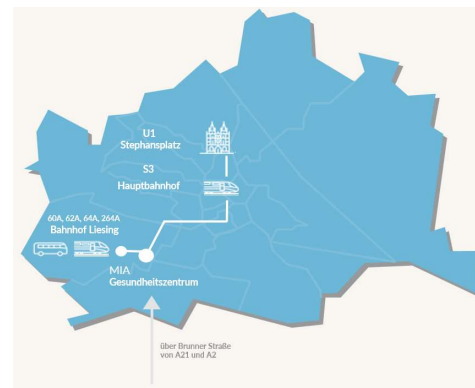 U1
Stephansplatz
S3
Hauptbahnhof
60A, 62A, 64A, 264A
Bahnhof Liesing
MIA
Gesundheitszentrum
über Brunner Straße
von A21 und A2